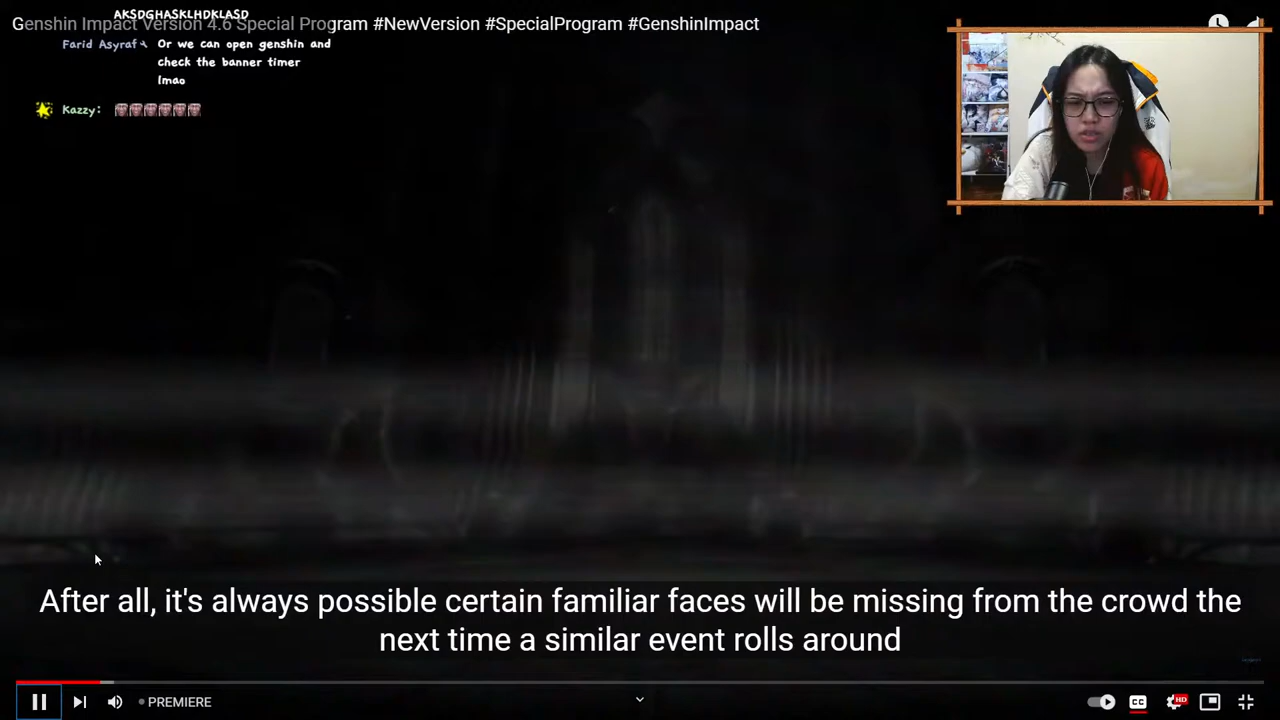 Genshin Impact Version 4.6 Special Program #NewVersion #SpecialProgram #GenshinImpact
AKSDGHASKLHDKLASD
Farid Asyraf Or we can open genshin and
check the banner timer
lmao
Kazzy:
After all, it's always possible certain familiar faces will be missing from the crowd the
next time a similar event rolls around
PREMIERE
CC
HD